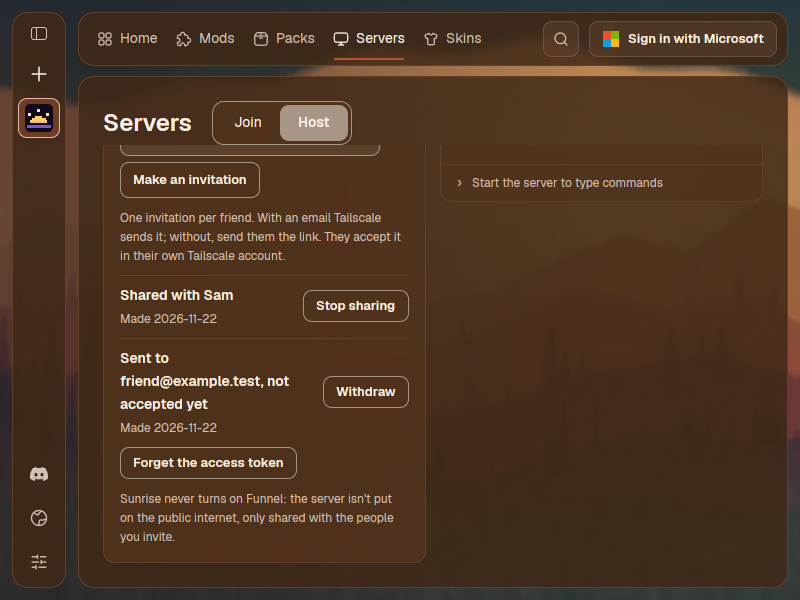 Home
Mods
Packs
Servers
Skins
Sign in with Microsoft
Servers
Join
Host
Make an invitation
One invitation per friend. With an email Tailscale
sends it; without, send them the link. They accept it
in their own Tailscale account.
Shared with Sam
Made 2026-11-22
Stop sharing
Sent to
friend@example.test, not
accepted yet
Made 2026-11-22
Withdraw
Forget the access token
Sunrise never turns on Funnel: the server isn't put
on the public internet, only shared with the people
you invite.
› Start the server to type commands